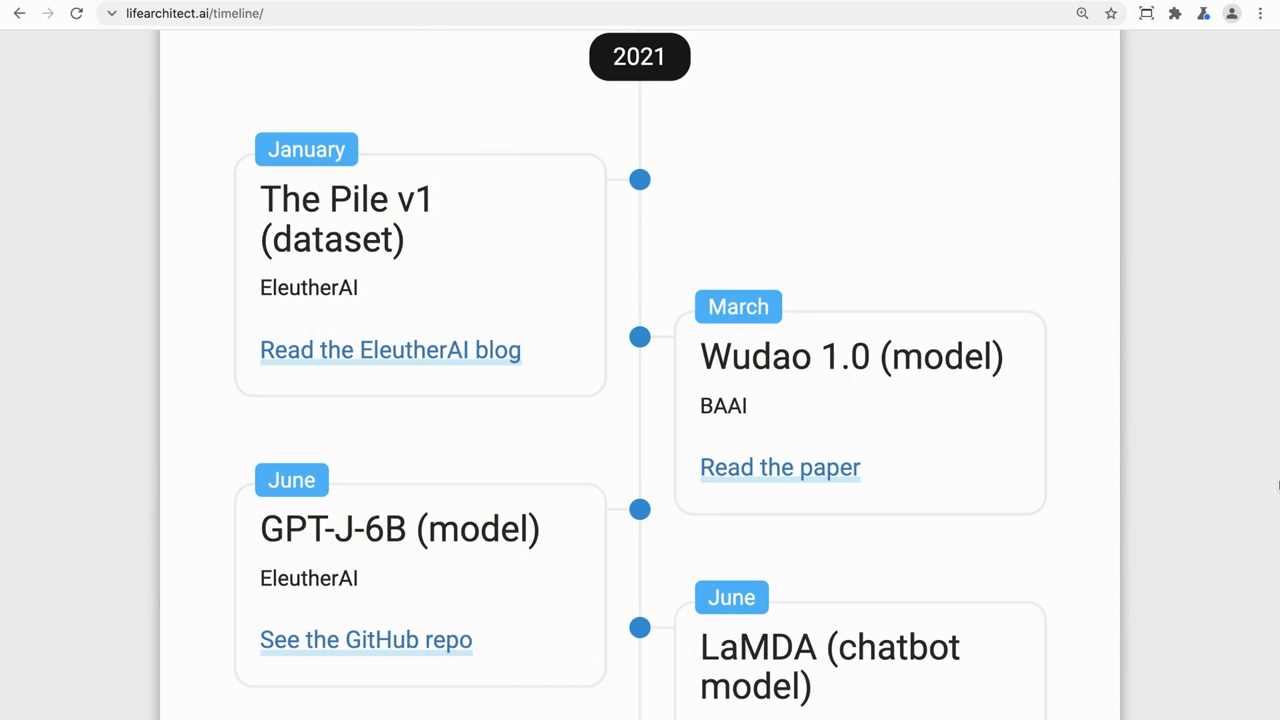 lifearchitect.ai/timeline/
2021
January
The Pile v1
(dataset)
EleutherAI
Read the EleutherAI blog
March
Wudao 1.0 (model)
BAAI
Read the paper
June
GPT-J-6B (model)
EleutherAI
See the GitHub repo
June
LaMDA (chatbot
model)